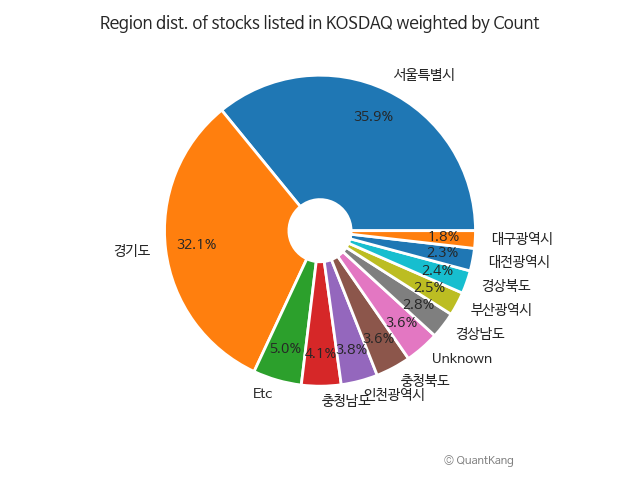 Region dist. of stocks listed in KOSDAQ weighted by Count
서울특별시
35.9%
경기도
32.1%
Etc
5.0%
충청남도
4.1%
인천광역시
3.8%
충청북도
3.6%
Unknown
3.6%
경상남도
2.8%
부산광역시
2.5%
경상북도
2.4%
대전광역시
2.3%
대구광역시
1.8%
© QuantKang